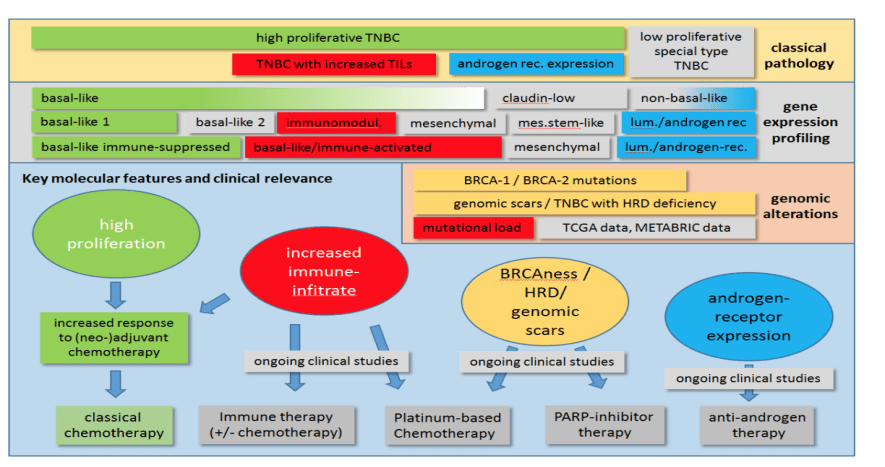 high proliferative TNBC
low proliferative
special type
TNBC
classical
pathology
TNBC with increased TILs
androgen rec. expression
basal-like
claudin-low
non-basal-like
gene
expression
profiling
basal-like 1
basal-like 2
immunomodul.
mesenchymal
mes.stem-like
lum./androgen rec
basal-like immune-suppressed
basal-like/immune-activated
mesenchymal
lum./androgen-rec.
Key molecular features and clinical relevance
BRCA-1 / BRCA-2 mutations
genomic scars / TNBC with HRD deficiency
mutational load
TCGA data, METABRIC data
genomic
alterations
high
proliferation
increased
immune-
infitrate
BRCAness /
HRD/
genomic
scars
androgen-
receptor
expression
increased response
to (neo-)adjuvant
chemotherapy
ongoing clinical studies
ongoing clinical studies
ongoing clinical studies
classical
chemotherapy
Immune therapy
(+/- chemotherapy)
Platinum-based
Chemotherapy
PARP-inhibitor
therapy
anti-androgen
therapy